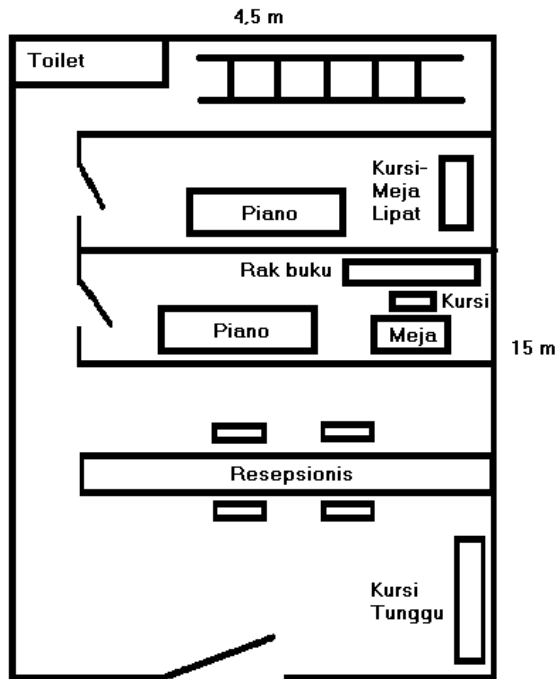 4,5 m
Toilet
Kursi-
Meja
Lipat
Piano
Rak buku
Kursi
Piano
Meja
15 m
Resepsionis
Kursi
Tunggu